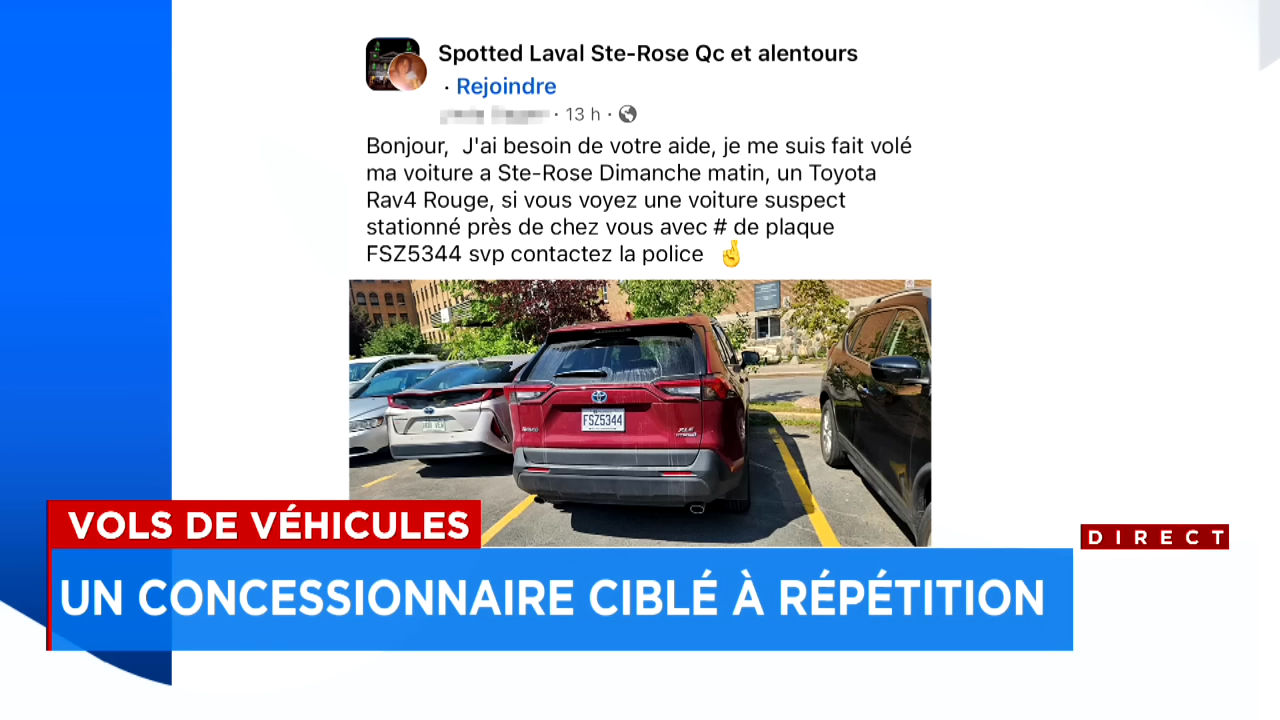 Spotted Laval Ste-Rose Qc et alentours
· Rejoindre
· 13 h ·
Bonjour, J'ai besoin de votre aide, je me suis fait volé
ma voiture a Ste-Rose Dimanche matin, un Toyota
Rav4 Rouge, si vous voyez une voiture suspect
stationné près de chez vous avec # de plaque
FSZ5344 svp contactez la police 🤞
FSZ5344
VOLS DE VÉHICULES
DIRECT
UN CONCESSIONNAIRE CIBLÉ À RÉPÉTITION